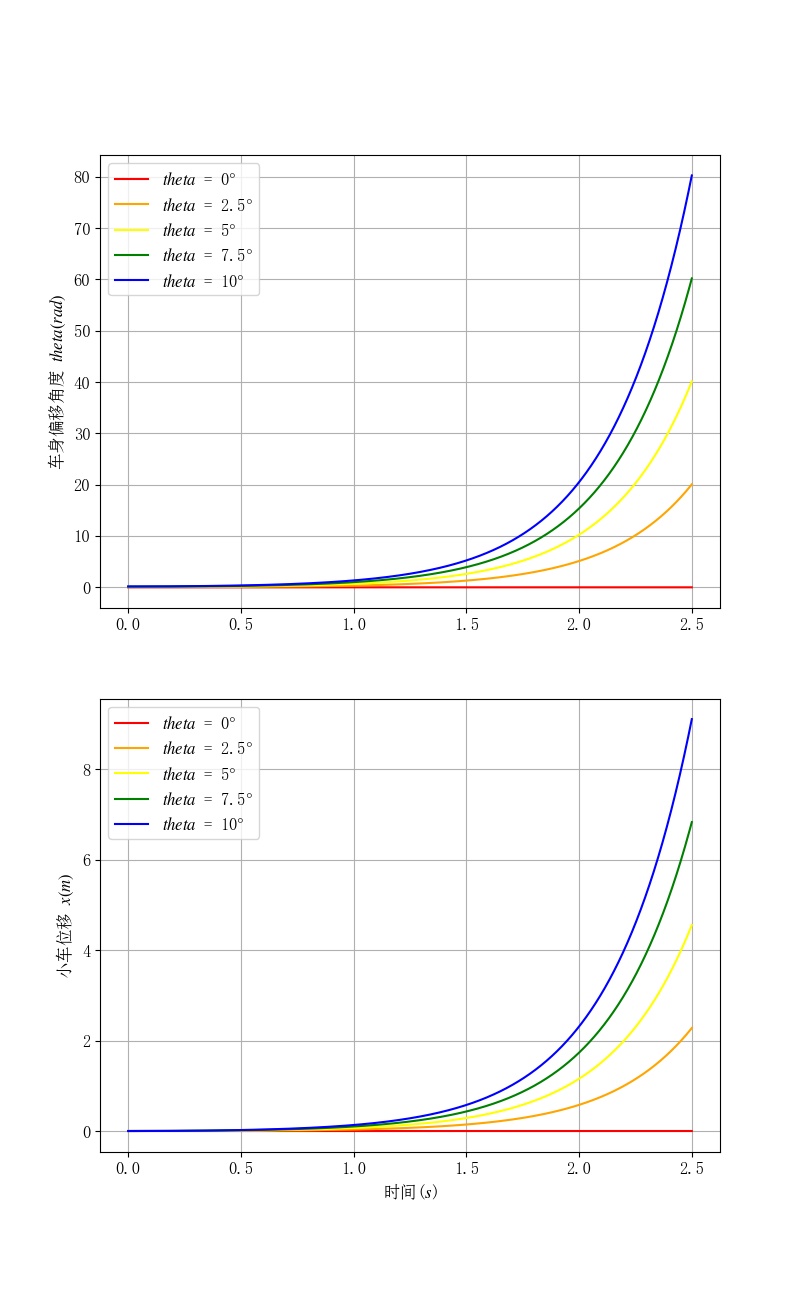 80
70
60
50
40
30
20
10
0
车身偏移角度 theta(rad)
theta = 0°
theta = 2.5°
theta = 5°
theta = 7.5°
theta = 10°
0.0 0.5 1.0 1.5 2.0 2.5
8
6
4
2
0
小车位移 x(m)
theta = 0°
theta = 2.5°
theta = 5°
theta = 7.5°
theta = 10°
0.0 0.5 1.0 1.5 2.0 2.5
时间(s)